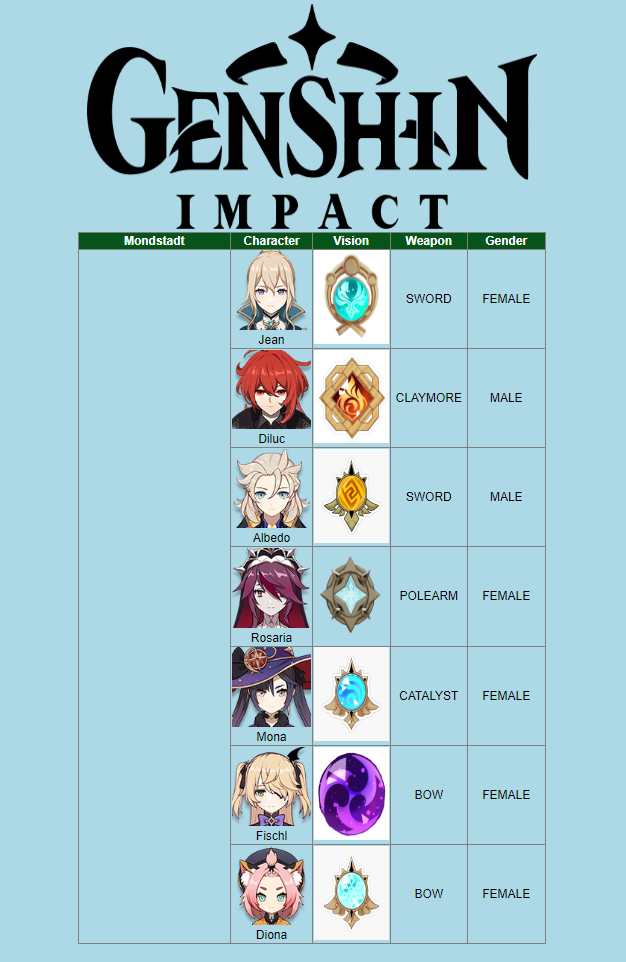 GENSHIN
IMPACT
Mondstadt Character Vision Weapon Gender
SWORD FEMALE
Jean
CLAYMORE MALE
Diluc
SWORD MALE
Albedo
POLEARM FEMALE
Rosaria
CATALYST FEMALE
Mona
BOW FEMALE
Fischl
BOW FEMALE
Diona